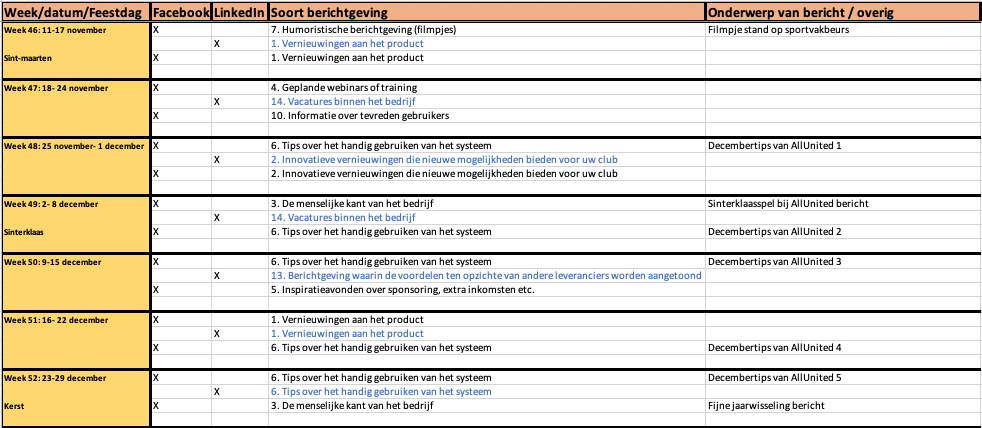 Week/datum/Feestdag Facebook LinkedIn Soort berichtgeving Onderwerp van bericht / overig
Week 46: 11-17 november X 7. Humoristische berichtgeving (filmpjes) Filmpje stand op sportvakbeurs
X 1. Vernieuwingen aan het product
Sint-maarten X 1. Vernieuwingen aan het product
Week 47: 18- 24 november X 4. Geplande webinars of training
X 14. Vacatures binnen het bedrijf
X 10. Informatie over tevreden gebruikers
Week 48: 25 november- 1 december X 6. Tips over het handig gebruiken van het systeem Decembertips van AllUnited 1
X 2. Innovatieve vernieuwingen die nieuwe mogelijkheden bieden voor uw club
X 2. Innovatieve vernieuwingen die nieuwe mogelijkheden bieden voor uw club
Week 49: 2- 8 december X 3. De menselijke kant van het bedrijf Sinterklaasspel bij AllUnited bericht
X 14. Vacatures binnen het bedrijf
Sinterklaas X 6. Tips over het handig gebruiken van het systeem Decembertips van AllUnited 2
Week 50: 9-15 december X 6. Tips over het handig gebruiken van het systeem Decembertips van AllUnited 3
X 13. Berichtgeving waarin de voordelen ten opzichte van andere leveranciers worden aangetoond
X 5. Inspiratieavonden over sponsoring, extra inkomsten etc.
Week 51: 16- 22 december X 1. Vernieuwingen aan het product
X 1. Vernieuwingen aan het product
X 6. Tips over het handig gebruiken van het systeem Decembertips van AllUnited 4
Week 52: 23-29 december X 6. Tips over het handig gebruiken van het systeem Decembertips van AllUnited 5
X 6. Tips over het handig gebruiken van het systeem
Kerst X 3. De menselijke kant van het bedrijf Fijne jaarwisseling bericht